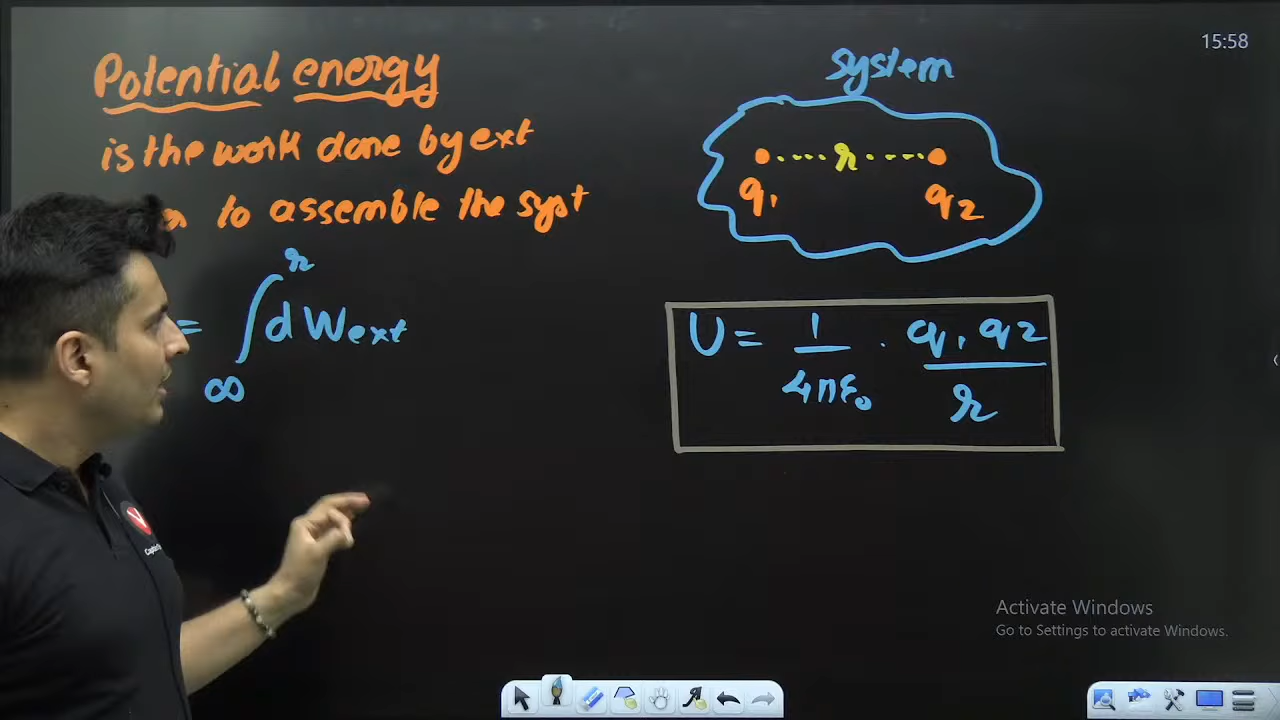 Potential energy
is the work done by ext
to assemble the syst
= ∫ r ∞ dWext
system
r
q1 q2
U = 1/4πε0 · q1 q2/r
15:58
Activate Windows
Go to Settings to activate Windows.